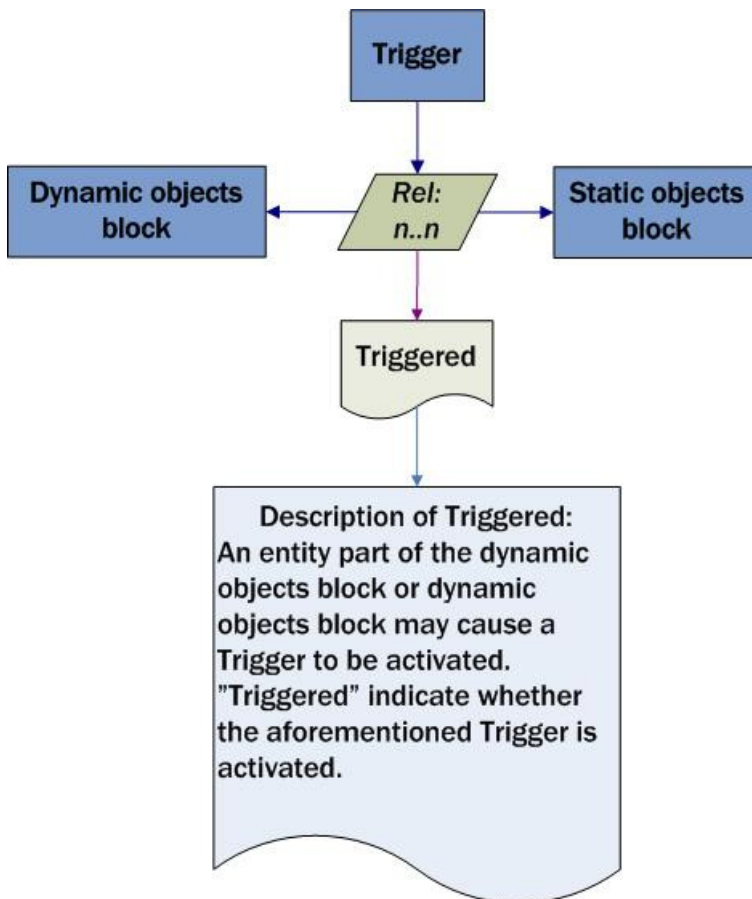 Trigger
Dynamic objects
block
Rel:
n..n
Static objects
block
Triggered
Description of Triggered:
An entity part of the dynamic
objects block or dynamic
objects block may cause a
Trigger to be activated.
”Triggered” indicate whether
the aforementioned Trigger is
activated.